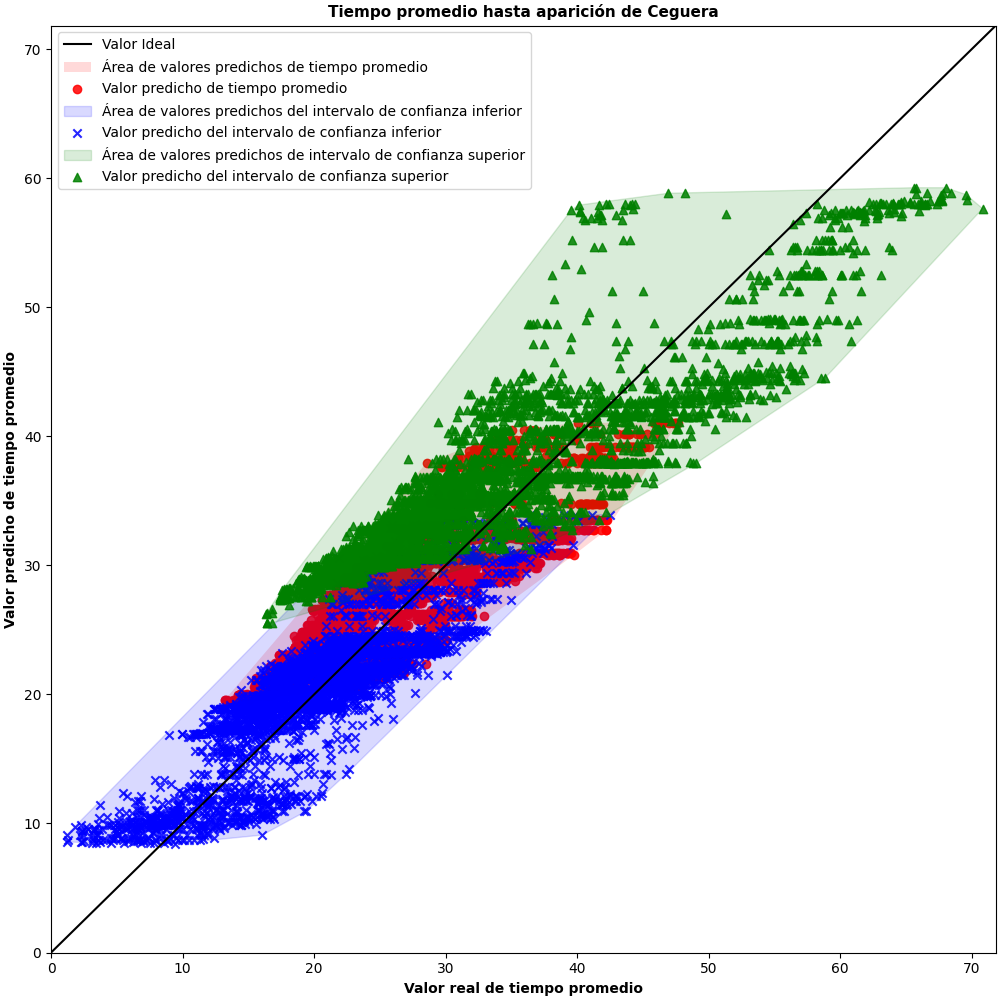 Tiempo promedio hasta aparición de Ceguera
Valor Ideal
Área de valores predichos de tiempo promedio
Valor predicho de tiempo promedio
Área de valores predichos del intervalo de confianza inferior
Valor predicho del intervalo de confianza inferior
Área de valores predichos de intervalo de confianza superior
Valor predicho del intervalo de confianza superior
Valor predicho de tiempo promedio
70
60
50
40
30
20
10
0
0 10 20 30 40 50 60 70
Valor real de tiempo promedio